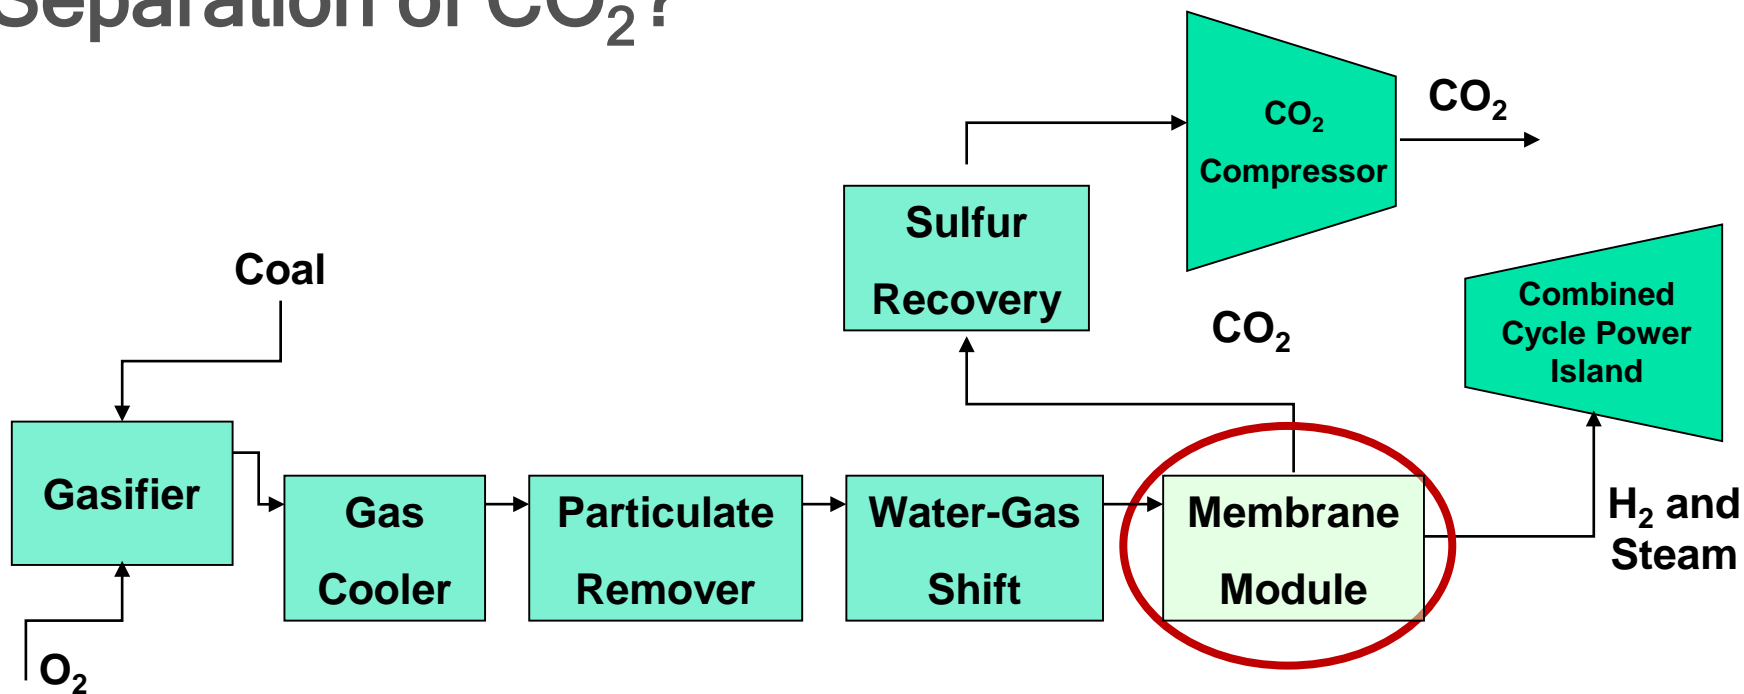 Separation of CO₂?
CO₂
Compressor
CO₂
Sulfur
Recovery
Coal
CO₂
Combined
Cycle Power
Island
Gasifier
Gas
Cooler
Particulate
Remover
Water-Gas
Shift
Membrane
Module
H₂ and
Steam
O₂